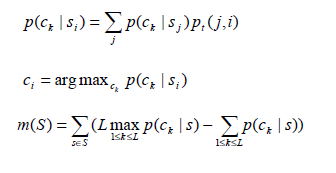 p(c_k | s_i) = ∑_j p(c_k | s_j) p_t(j,i)
c_i = arg max_{c_k} p(c_k | s_i)
m(S) = ∑_{s∈S} (L max_{1≤k≤L} p(c_k | s) − ∑_{1≤k≤L} p(c_k | s))